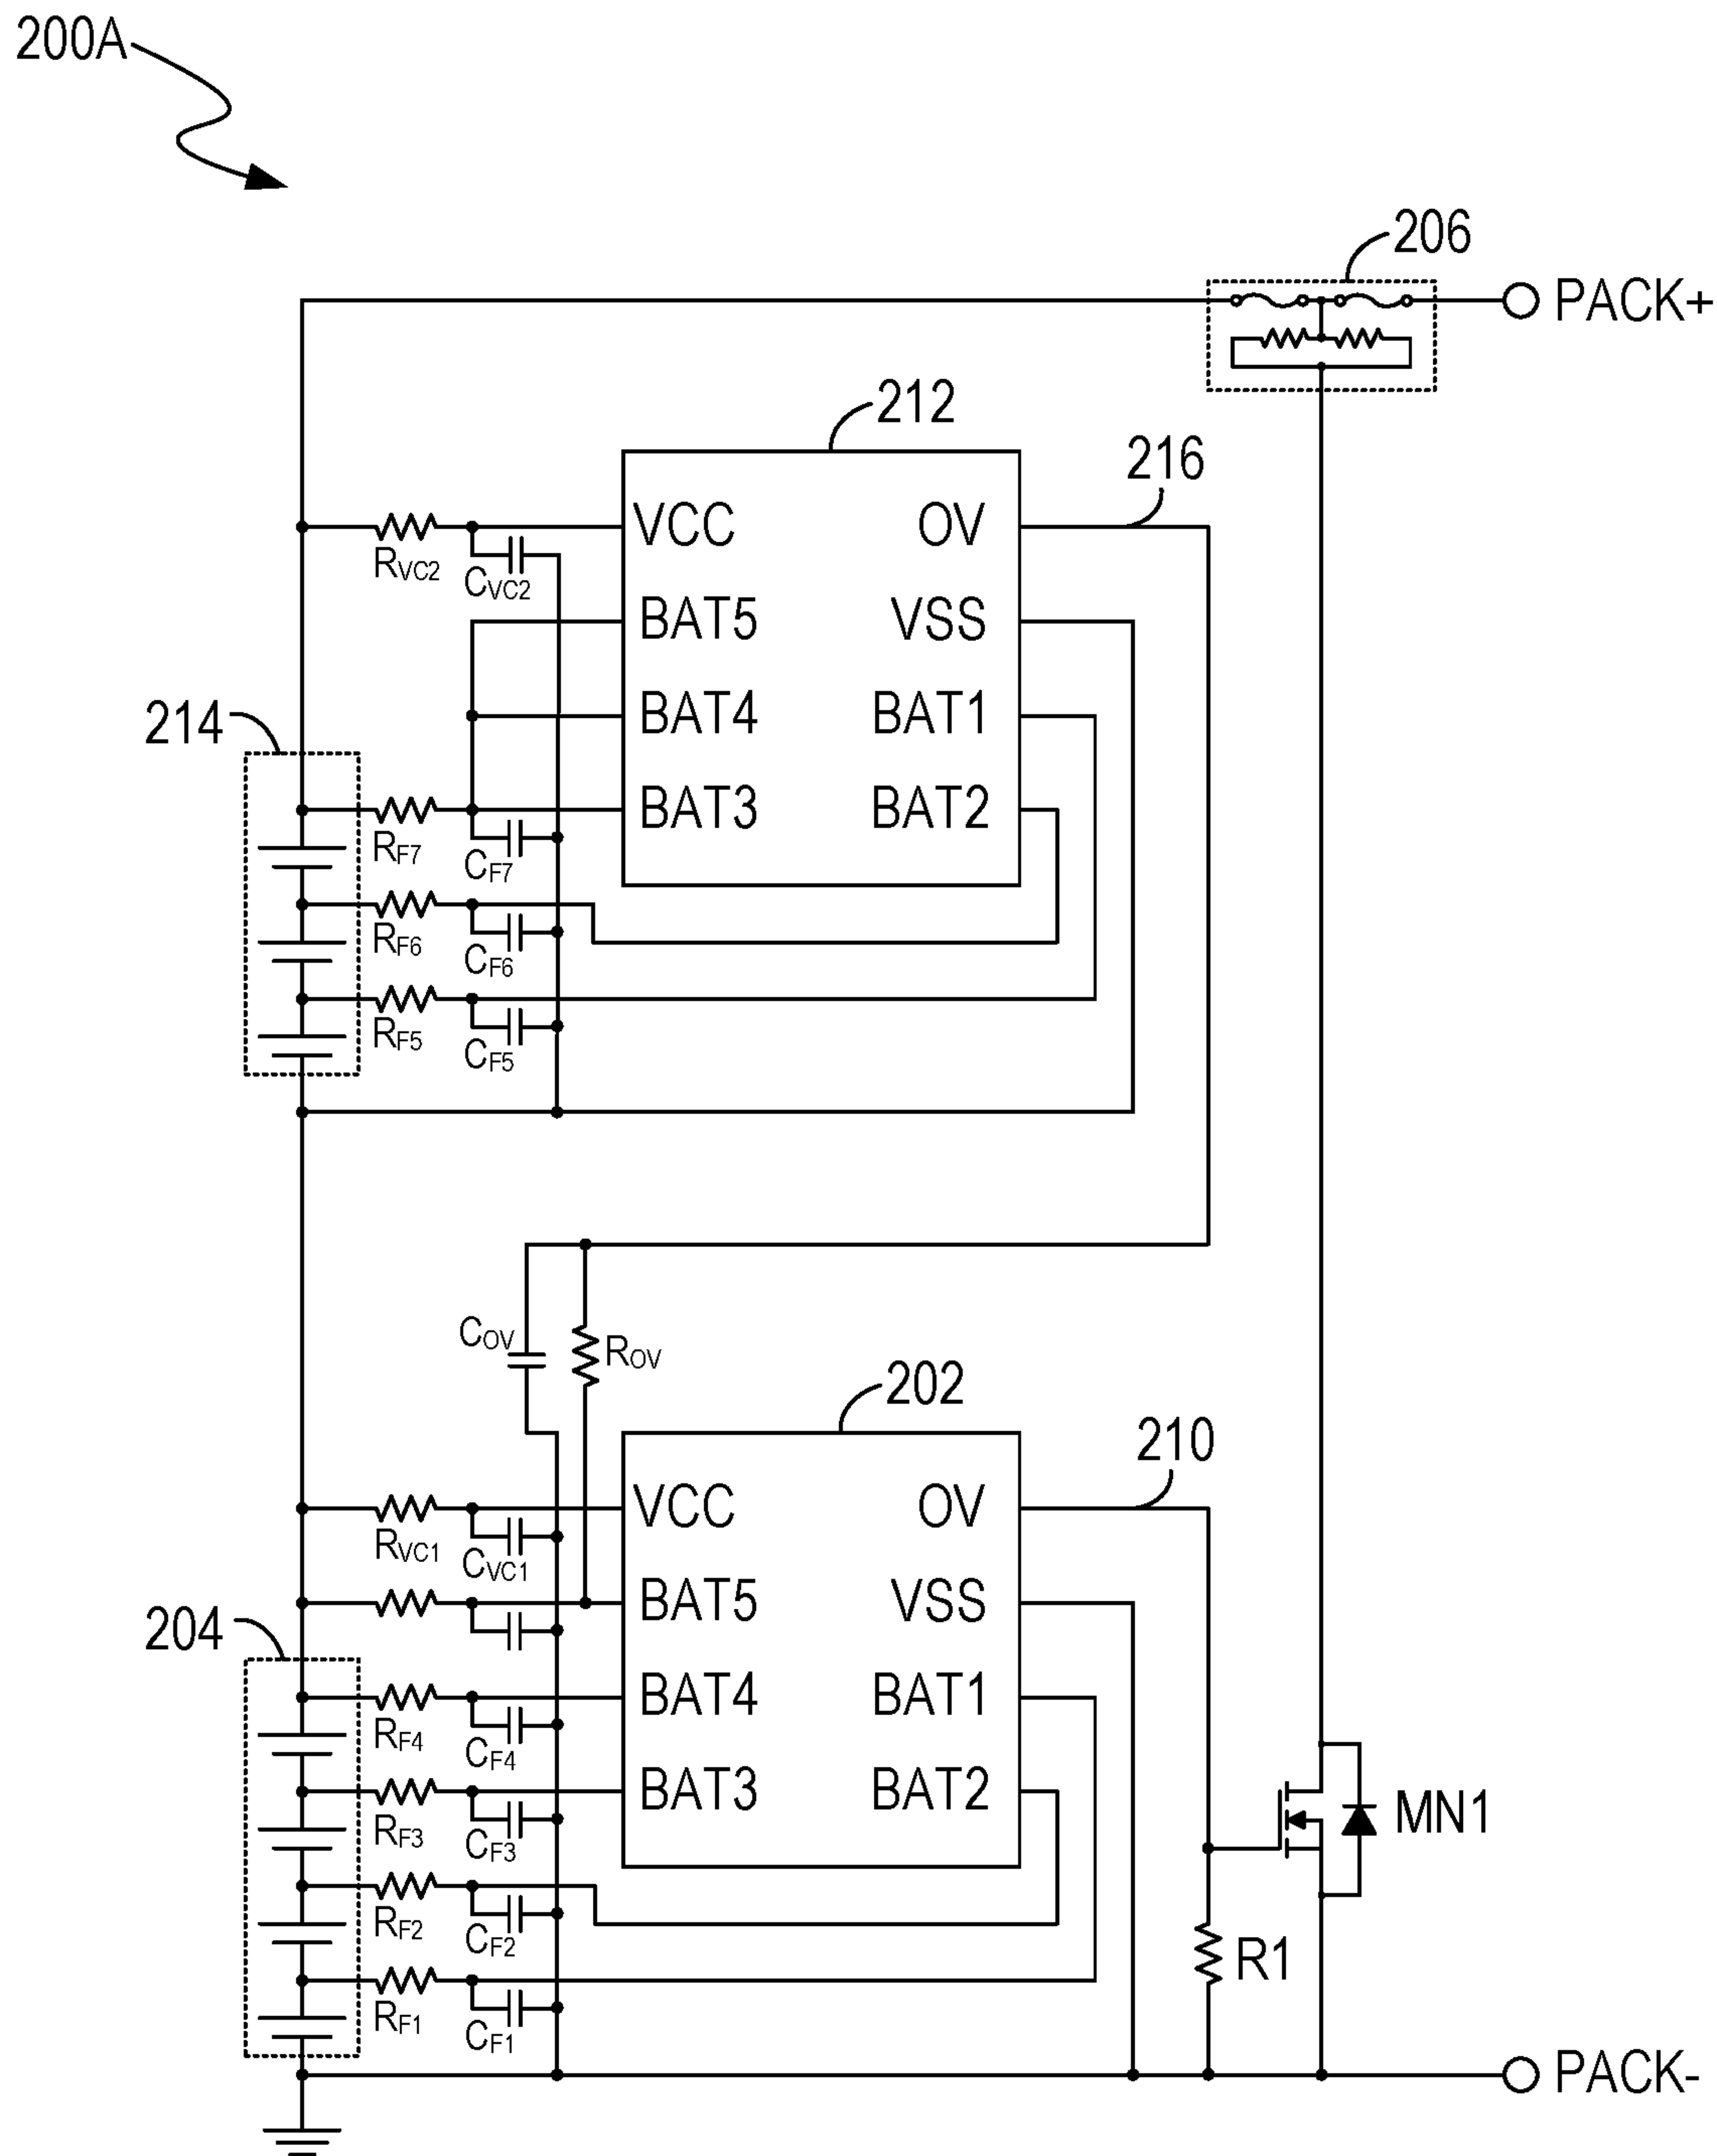 200A
206
PACK+
212
216
VCC
OV
RVC2
CVC2
BAT5
VSS
214
BAT4
BAT1
BAT3
BAT2
RF7
CF7
RF6
CF6
RF5
CF5
COV
ROV
202
210
VCC
OV
RVC1
CVC1
BAT5
VSS
204
BAT4
BAT1
RF4
CF4
BAT3
BAT2
MN1
RF3
CF3
RF2
CF2
R1
RF1
CF1
PACK-